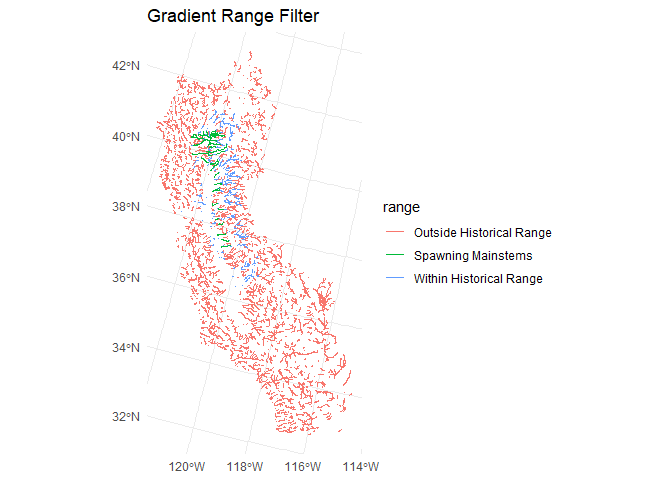 Gradient Range Filter
42°N
40°N
38°N
36°N
34°N
32°N
120°W
118°W
116°W
114°W
range
Outside Historical Range
Spawning Mainstems
Within Historical Range